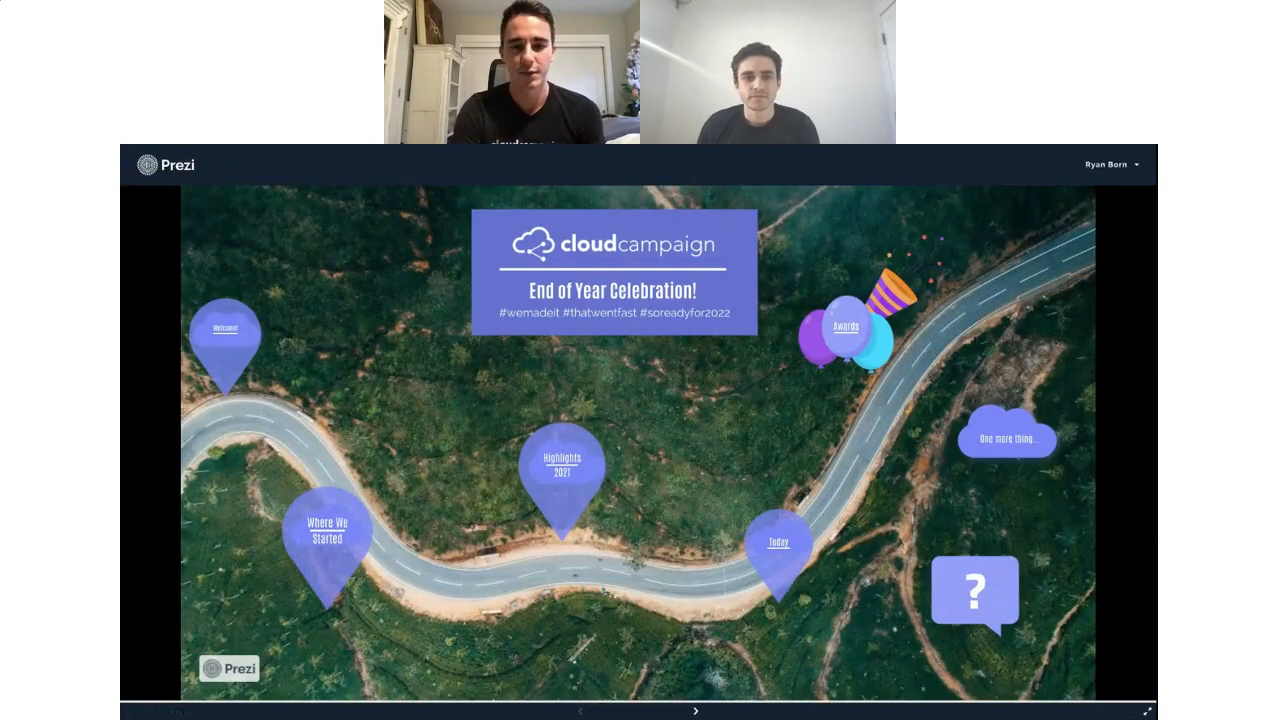 Prezi
Ryan Born
cloudcampaign
End of Year Celebration!
#wemadeit #thatwentfast #soreadyfor2022
Welcome!
Awards
One more thing...
Highlights
2021
Where We
Started
Today
?
Prezi